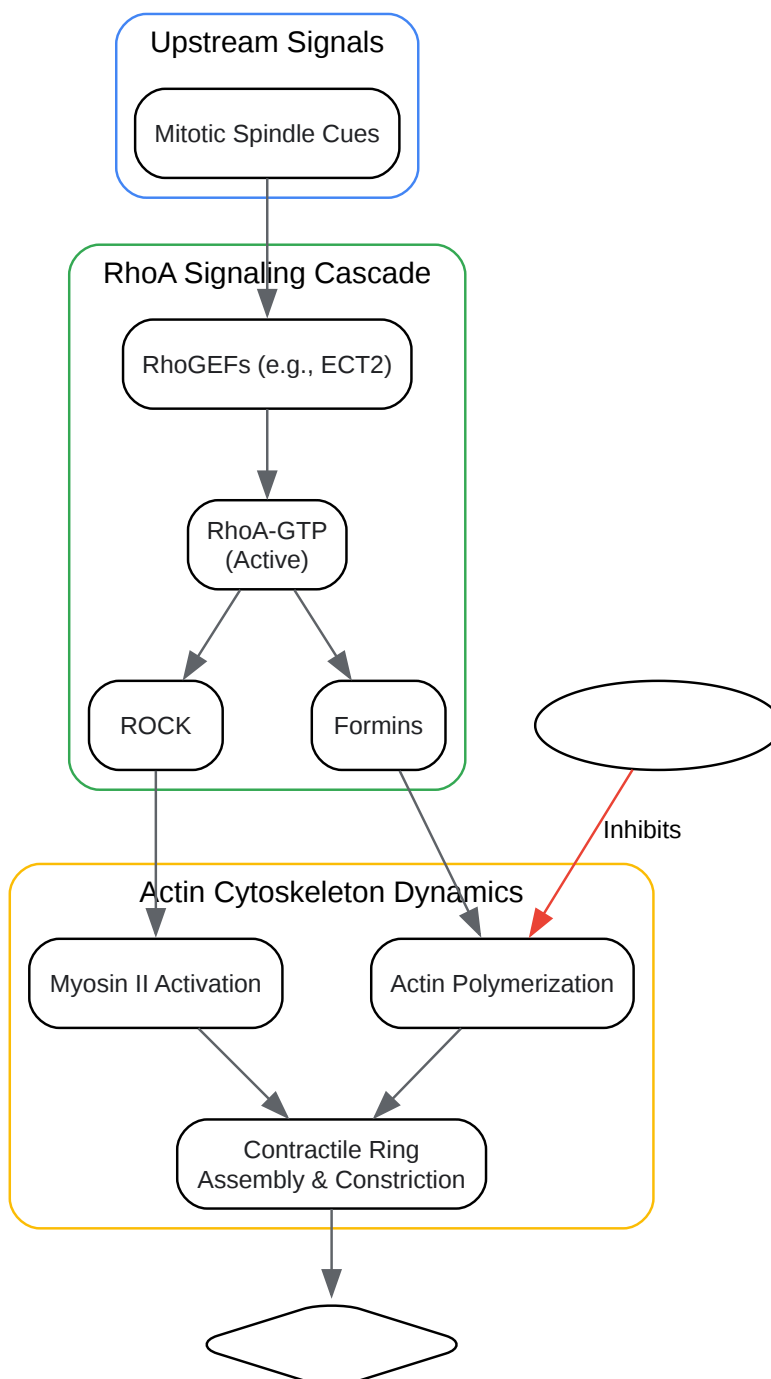 Upstream Signals
Mitotic Spindle Cues
RhoA Signaling Cascade
RhoGEFs (e.g., ECT2)
RhoA-GTP
(Active)
ROCK
Formins
Inhibits
Actin Cytoskeleton Dynamics
Myosin II Activation
Actin Polymerization
Contractile Ring
Assembly & Constriction